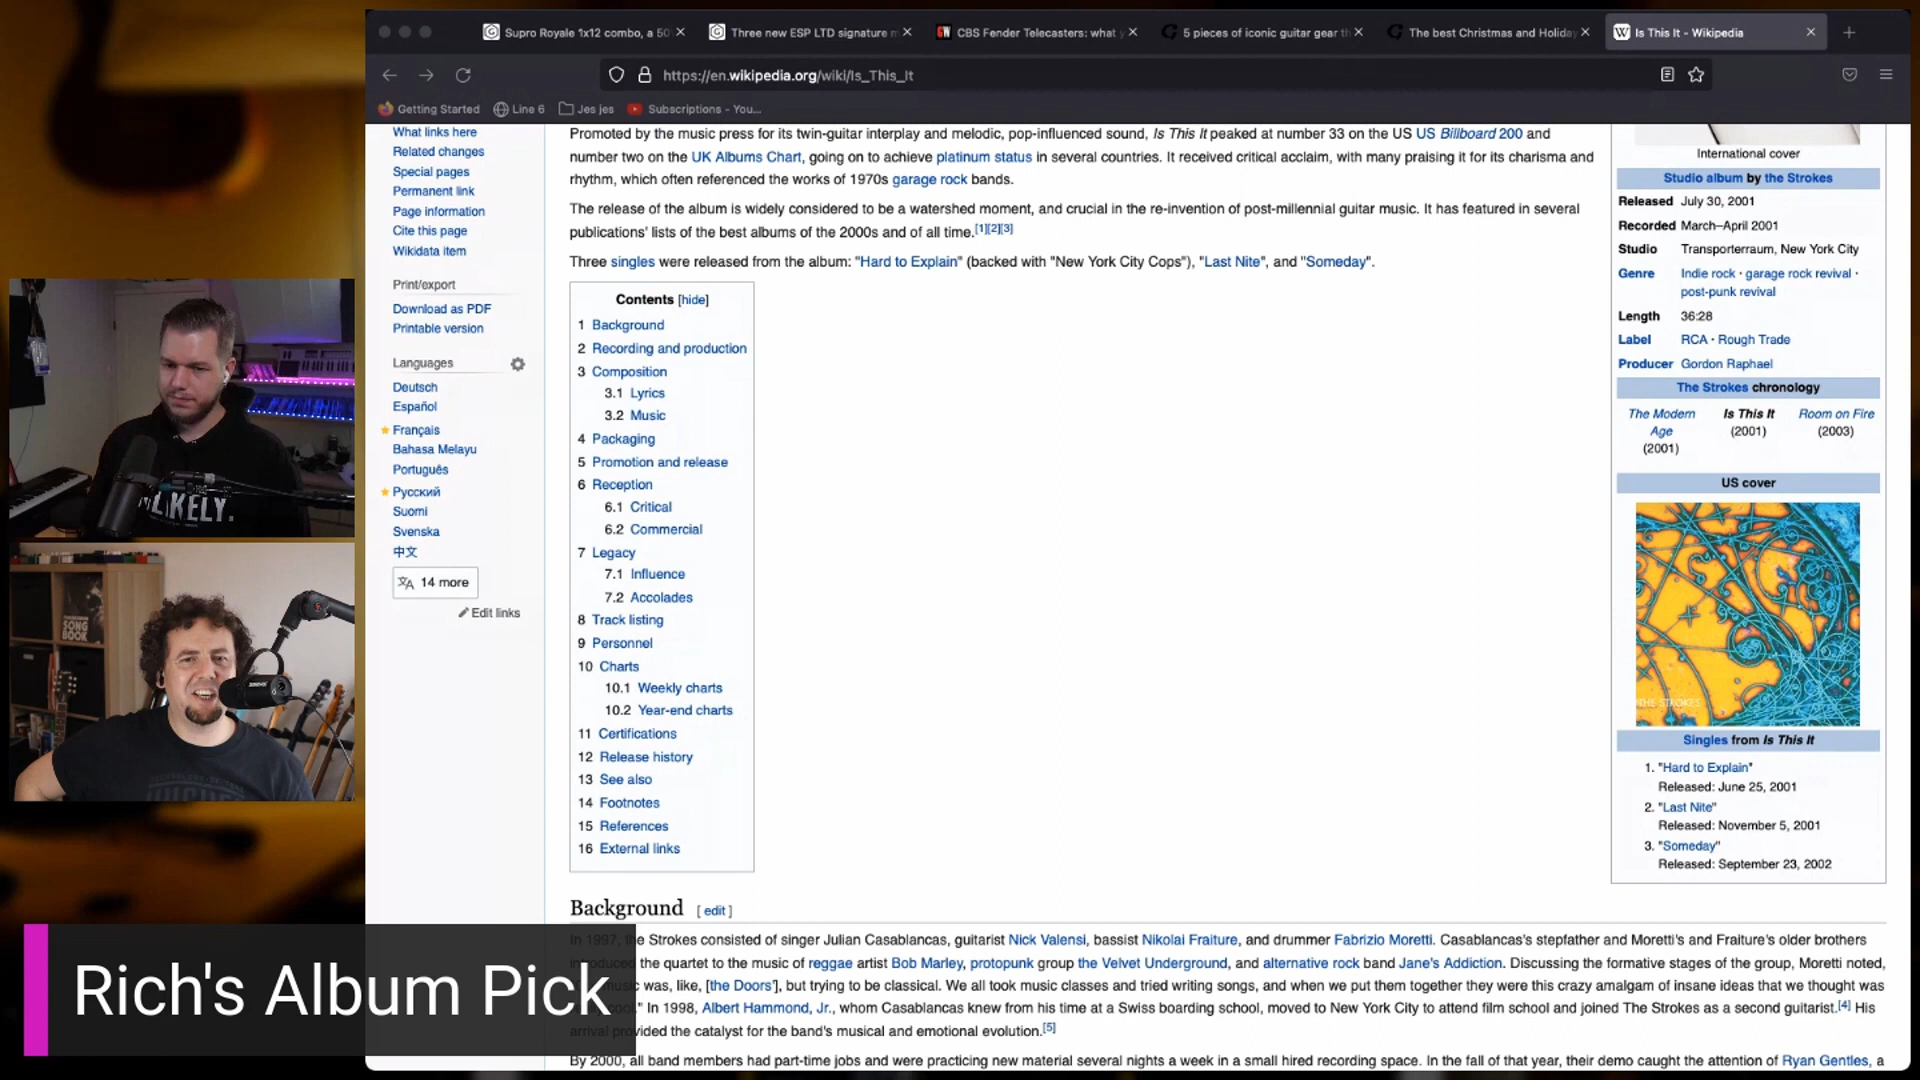 Supro Royale 1x12 combo, a 50
Three new ESP LTD signature m
CBS Fender Telecasters: what y
5 pieces of iconic guitar gear th
The best Christmas and Holiday
Is This It - Wikipedia
https://en.wikipedia.org/wiki/Is_This_It
Getting Started
Line 6
Jes jes
Subscriptions - You...
What links here
Related changes
Special pages
Permanent link
Page information
Cite this page
Wikidata item
Print/export
Download as PDF
Printable version
Languages
Deutsch
Español
Français
Bahasa Melayu
Português
Русский
Suomi
Svenska
中文
14 more
Edit links
Promoted by the music press for its twin-guitar interplay and melodic, pop-influenced sound, Is This It peaked at number 33 on the US US Billboard 200 and
number two on the UK Albums Chart, going on to achieve platinum status in several countries. It received critical acclaim, with many praising it for its charisma and
rhythm, which often referenced the works of 1970s garage rock bands.
The release of the album is widely considered to be a watershed moment, and crucial in the re-invention of post-millennial guitar music. It has featured in several
publications' lists of the best albums of the 2000s and of all time.[1][2][3]
Three singles were released from the album: "Hard to Explain" (backed with "New York City Cops"), "Last Nite", and "Someday".
Contents [hide]
1 Background
2 Recording and production
3 Composition
3.1 Lyrics
3.2 Music
4 Packaging
5 Promotion and release
6 Reception
6.1 Critical
6.2 Commercial
7 Legacy
7.1 Influence
7.2 Accolades
8 Track listing
9 Personnel
10 Charts
10.1 Weekly charts
10.2 Year-end charts
11 Certifications
12 Release history
13 See also
14 Footnotes
15 References
16 External links
International cover
Studio album by the Strokes
Released July 30, 2001
Recorded March–April 2001
Studio Transporterraum, New York City
Genre Indie rock · garage rock revival ·
post-punk revival
Length 36:28
Label RCA · Rough Trade
Producer Gordon Raphael
The Strokes chronology
The Modern Is This It Room on Fire
Age (2001) (2003)
(2001)
US cover
THE STROKES
Singles from Is This It
1. "Hard to Explain"
Released: June 25, 2001
2. "Last Nite"
Released: November 5, 2001
3. "Someday"
Released: September 23, 2002
Background [ edit ]
In 1997, the Strokes consisted of singer Julian Casablancas, guitarist Nick Valensi, bassist Nikolai Fraiture, and drummer Fabrizio Moretti. Casablancas's stepfather and Moretti's and Fraiture's older brothers
introduced the quartet to the music of reggae artist Bob Marley, protopunk group the Velvet Underground, and alternative rock band Jane's Addiction. Discussing the formative stages of the group, Moretti noted,
music was, like, [the Doors'], but trying to be classical. We all took music classes and tried writing songs, and when we put them together they were this crazy amalgam of insane ideas that we thought was
cool." In 1998, Albert Hammond, Jr., whom Casablancas knew from his time at a Swiss boarding school, moved to New York City to attend film school and joined The Strokes as a second guitarist.[4] His
arrival provided the catalyst for the band's musical and emotional evolution.[5]
By 2000, all band members had part-time jobs and were practicing new material several nights a week in a small hired recording space. In the fall of that year, their demo caught the attention of Ryan Gentles, a
Rich's Album Pick
SONG
BOOK